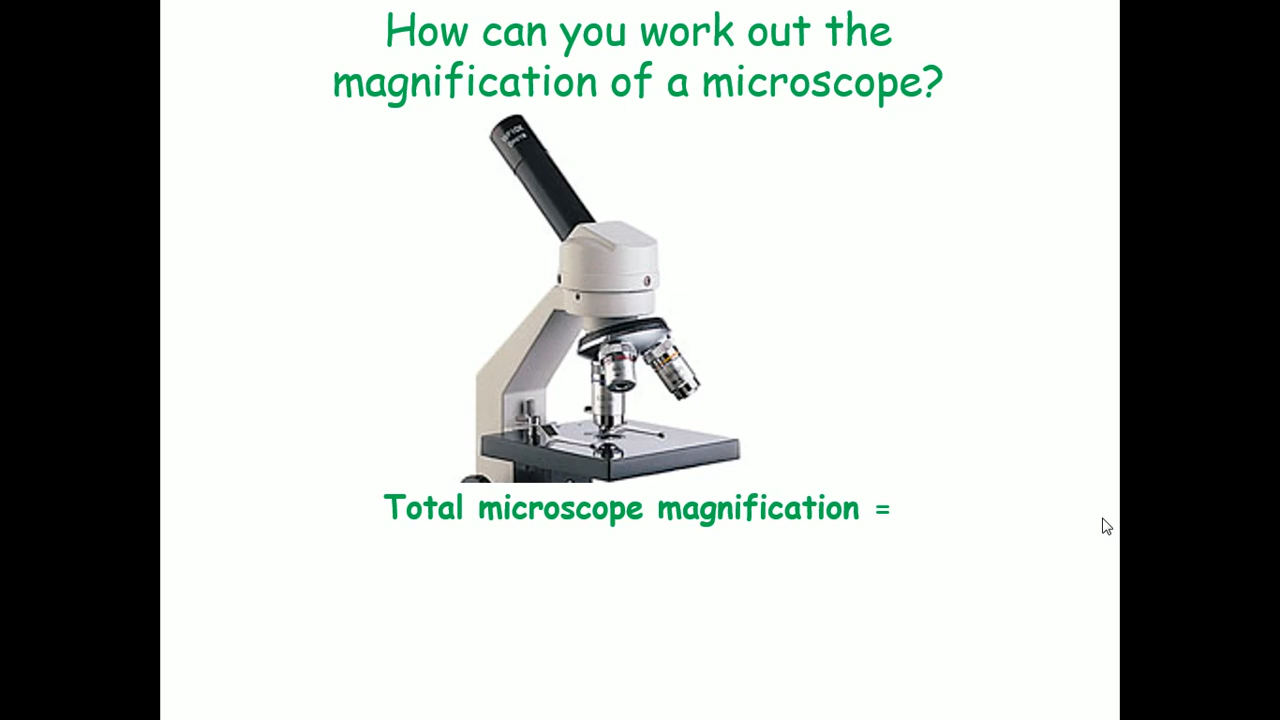 How can you work out the
magnification of a microscope?
Total microscope magnification =